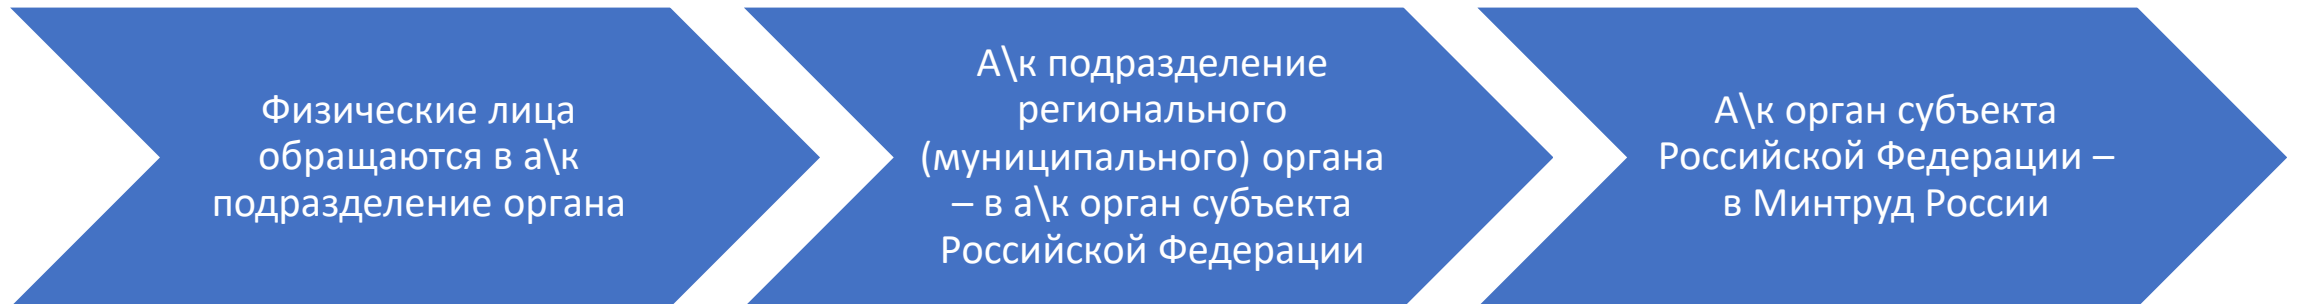 Физические лица
обращаются в а\к
подразделение органа
А\к подразделение
регионального
(муниципального) органа
– в а\к орган субъекта
Российской Федерации
А\к орган субъекта
Российской Федерации –
в Минтруд России